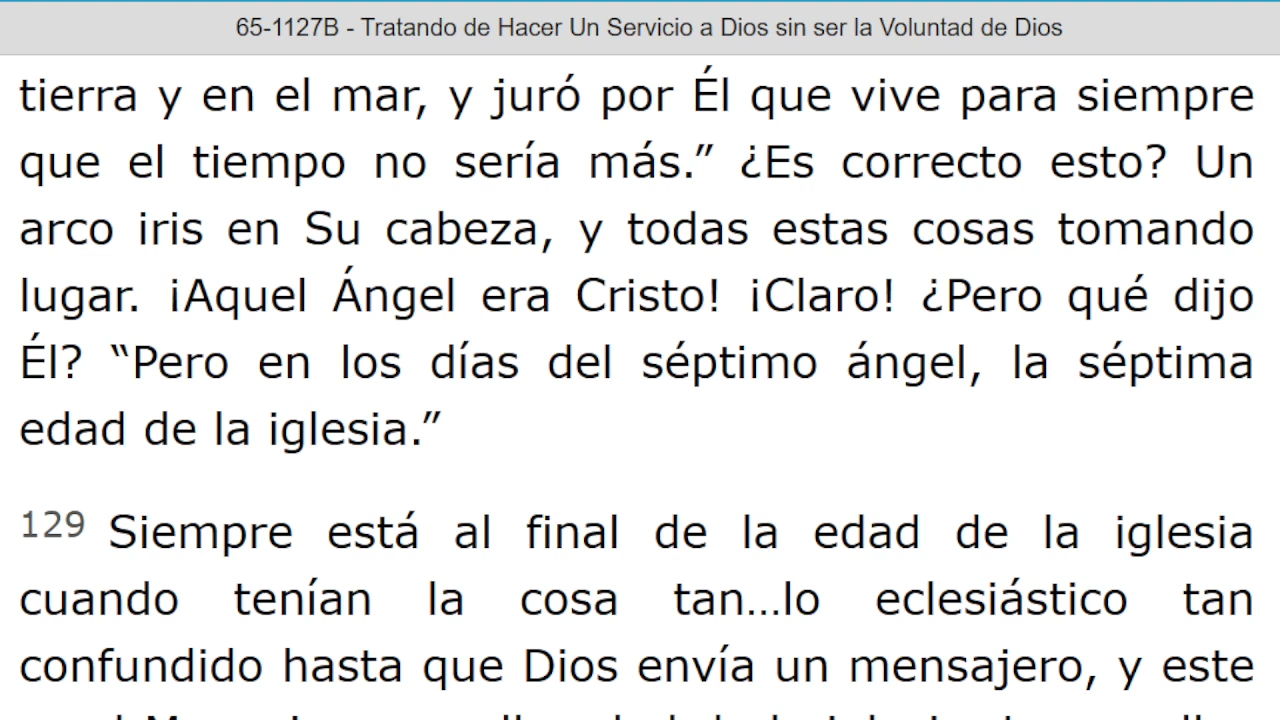 65-1127B - Tratando de Hacer Un Servicio a Dios sin ser la Voluntad de Dios
tierra y en el mar, y juró por Él que vive para siempre
que el tiempo no sería más.” ¿Es correcto esto? Un
arco iris en Su cabeza, y todas estas cosas tomando
lugar. ¡Aquel Ángel era Cristo! ¡Claro! ¿Pero qué dijo
Él? “Pero en los días del séptimo ángel, la séptima
edad de la iglesia.”
129 Siempre está al final de la edad de la iglesia
cuando tenían la cosa tan...lo eclesiástico tan
confundido hasta que Dios envía un mensajero, y este